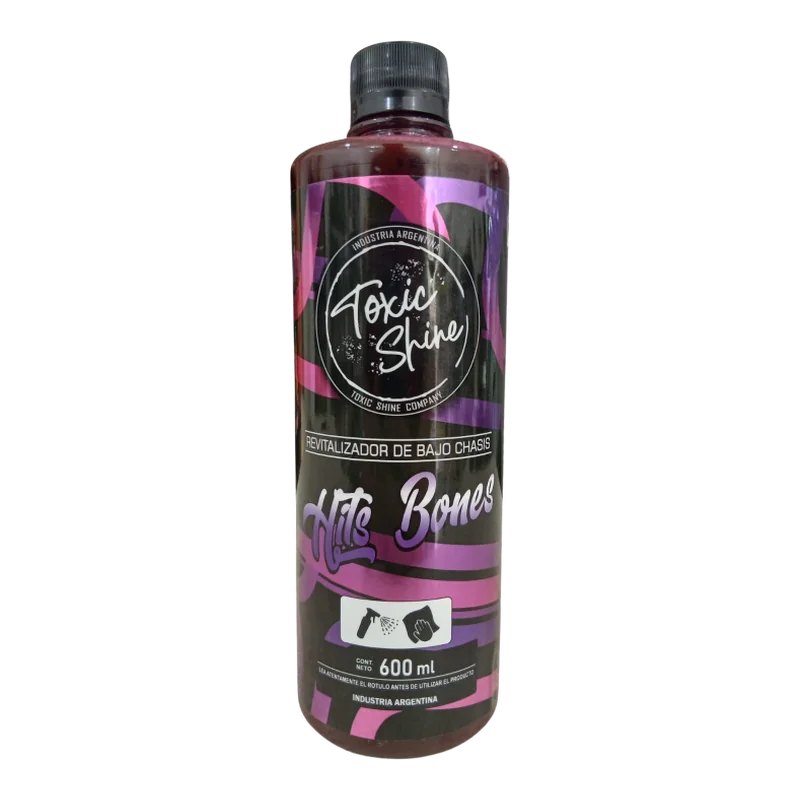 INDUSTRIA ARGENTINA
Toxic
Shine
TOXIC SHINE COMPANY
REVITALIZADOR DE BAJO CHASIS
Hits Bones
CONT.
NETO
600 ml
LEA ATENTAMENTE EL ROTULO ANTES DE UTILIZAR EL PRODUCTO
INDUSTRIA ARGENTINA